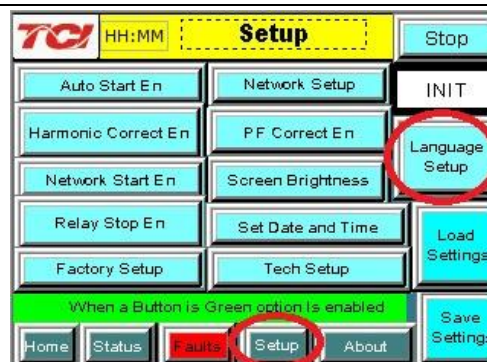 TCI HH:MM Setup Stop
Auto Start En Network Setup INIT
Harmonic Correct En PF Correct En Language
Setup
Network Start En Screen Brightness
Relay Stop En Set Date and Time Load
Settings
Factory Setup Tech Setup
When a Button is Green option Is enabled Save
Settings
Home Status Faults Setup About